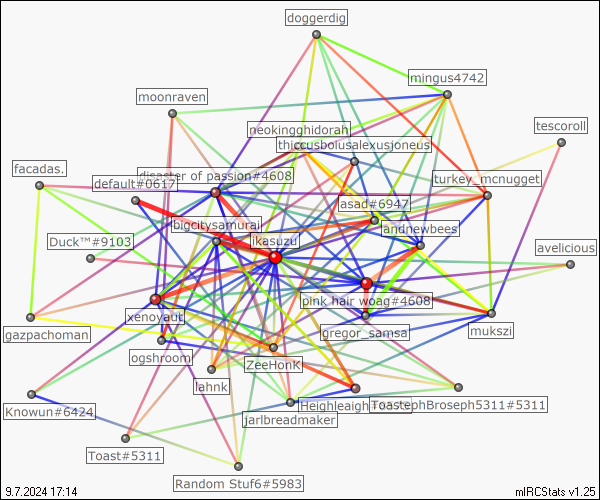 doggerdig
mingus4742
moonraven
neokingghidorah
tescoroll
thiccusbolusalexusjoneus
facadas.
disaster of passion#4608
turkey_mcnugget
default#0617
asad#6947
bigcitysamurai
andnewbees
Duck™#9103
ikasuzu
avelicious
pink hair woag#4608
xenoyaut
gregor_samsa
mukszi
gazpachoman
ogshroom
ZeeHonK
lahnk
Knowun#6424
Heighleigh
ToastephBroseph5311#5311
jarlbreadmaker
Toast#5311
Random Stuf6#5983
9.7.2024 17:14
mIRCStats v1.25